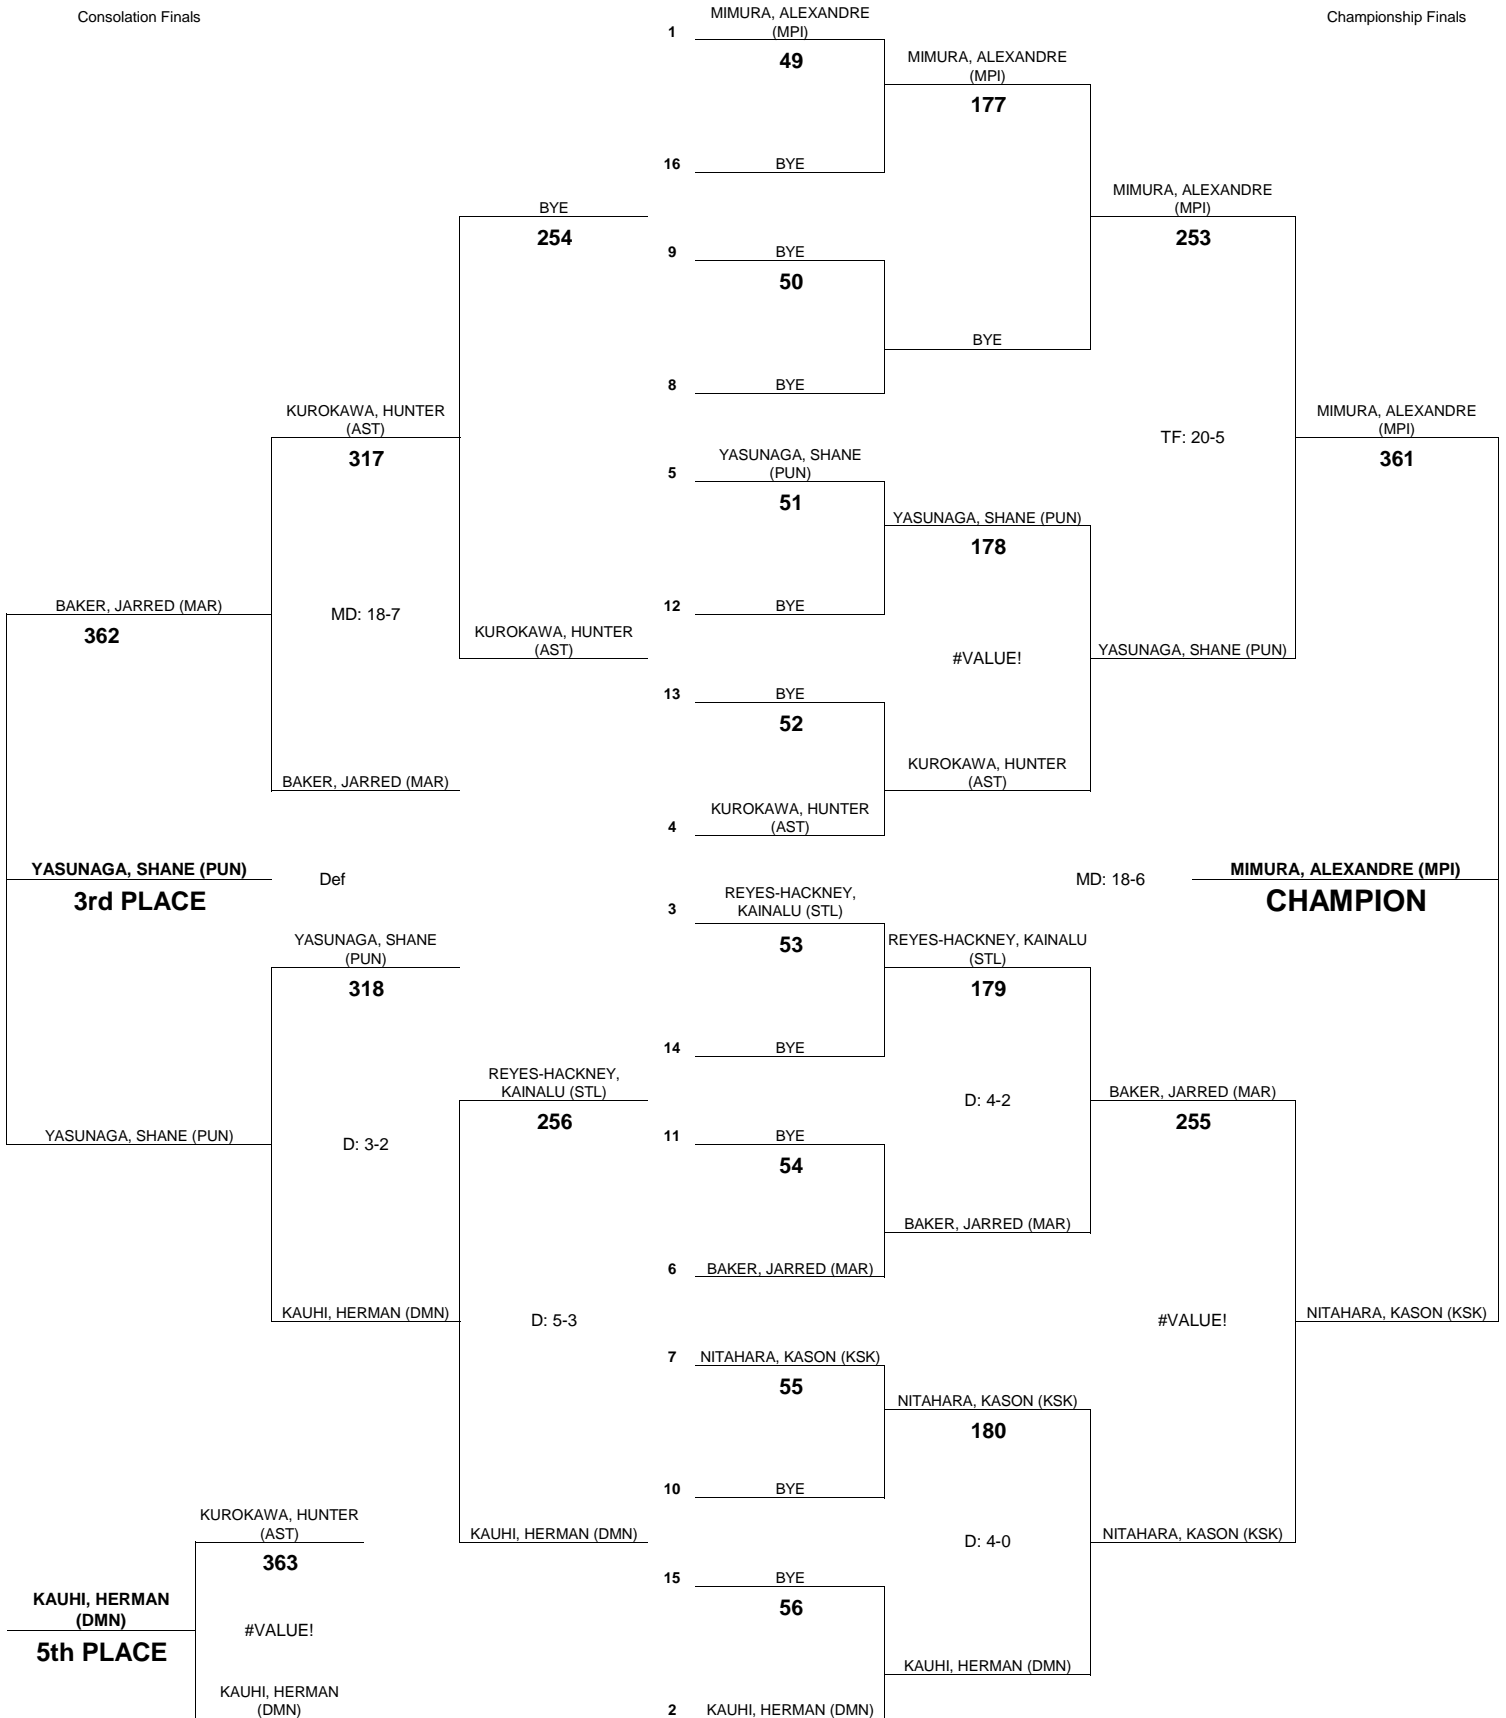 Consolation Finals
Championship Finals
MIMURA, ALEXANDRE
(MPI)
1
49
MIMURA, ALEXANDRE
(MPI)
177
16
BYE
MIMURA, ALEXANDRE
(MPI)
253
BYE
254
9
BYE
50
BYE
8
BYE
KUROKAWA, HUNTER
(AST)
317
TF: 20-5
MIMURA, ALEXANDRE
(MPI)
361
YASUNAGA, SHANE
(PUN)
5
51
YASUNAGA, SHANE (PUN)
178
BAKER, JARRED (MAR)
362
MD: 18-7
12
BYE
KUROKAWA, HUNTER
(AST)
#VALUE!
YASUNAGA, SHANE (PUN)
13
BYE
52
BAKER, JARRED (MAR)
KUROKAWA, HUNTER
(AST)
KUROKAWA, HUNTER
(AST)
4
YASUNAGA, SHANE (PUN)
3rd PLACE
Def
MD: 18-6
MIMURA, ALEXANDRE (MPI)
CHAMPION
REYES-HACKNEY,
KAINALU (STL)
3
53
YASUNAGA, SHANE
(PUN)
318
REYES-HACKNEY, KAINALU
(STL)
179
14
BYE
REYES-HACKNEY,
KAINALU (STL)
256
D: 4-2
BAKER, JARRED (MAR)
255
YASUNAGA, SHANE (PUN)
D: 3-2
11
BYE
54
BAKER, JARRED (MAR)
6
BAKER, JARRED (MAR)
KAUHI, HERMAN (DMN)
D: 5-3
#VALUE!
NITAHARA, KASON (KSK)
7
NITAHARA, KASON (KSK)
55
NITAHARA, KASON (KSK)
180
10
BYE
KUROKAWA, HUNTER
(AST)
363
KAUHI, HERMAN (DMN)
D: 4-0
NITAHARA, KASON (KSK)
15
BYE
56
KAUHI, HERMAN
(DMN)
5th PLACE
#VALUE!
KAUHI, HERMAN (DMN)
KAUHI, HERMAN
(DMN)
2
KAUHI, HERMAN (DMN)